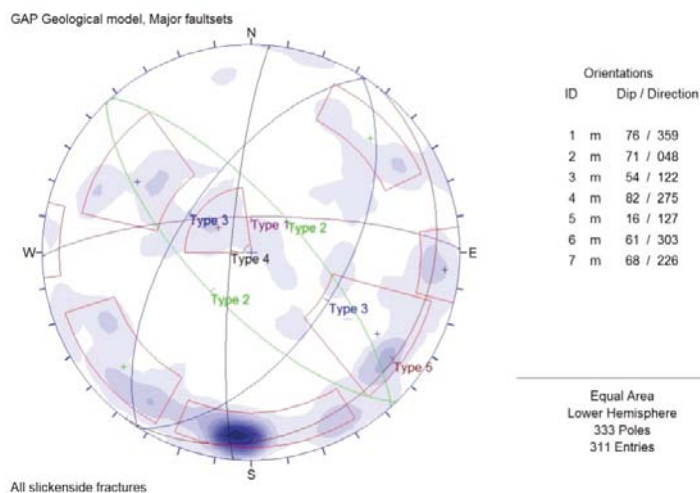 GAP Geological model, Major faultsets
N
Orientations
ID Dip / Direction
1 m 76 / 359
2 m 71 / 048
3 m 54 / 122
4 m 82 / 275
5 m 16 / 127
6 m 61 / 303
7 m 68 / 226
Type 3
Type 1
Type 2
W
Type 4
E
Type 2
Type 3
Type 5
S
Equal Area
Lower Hemisphere
333 Poles
311 Entries
All slickenside fractures